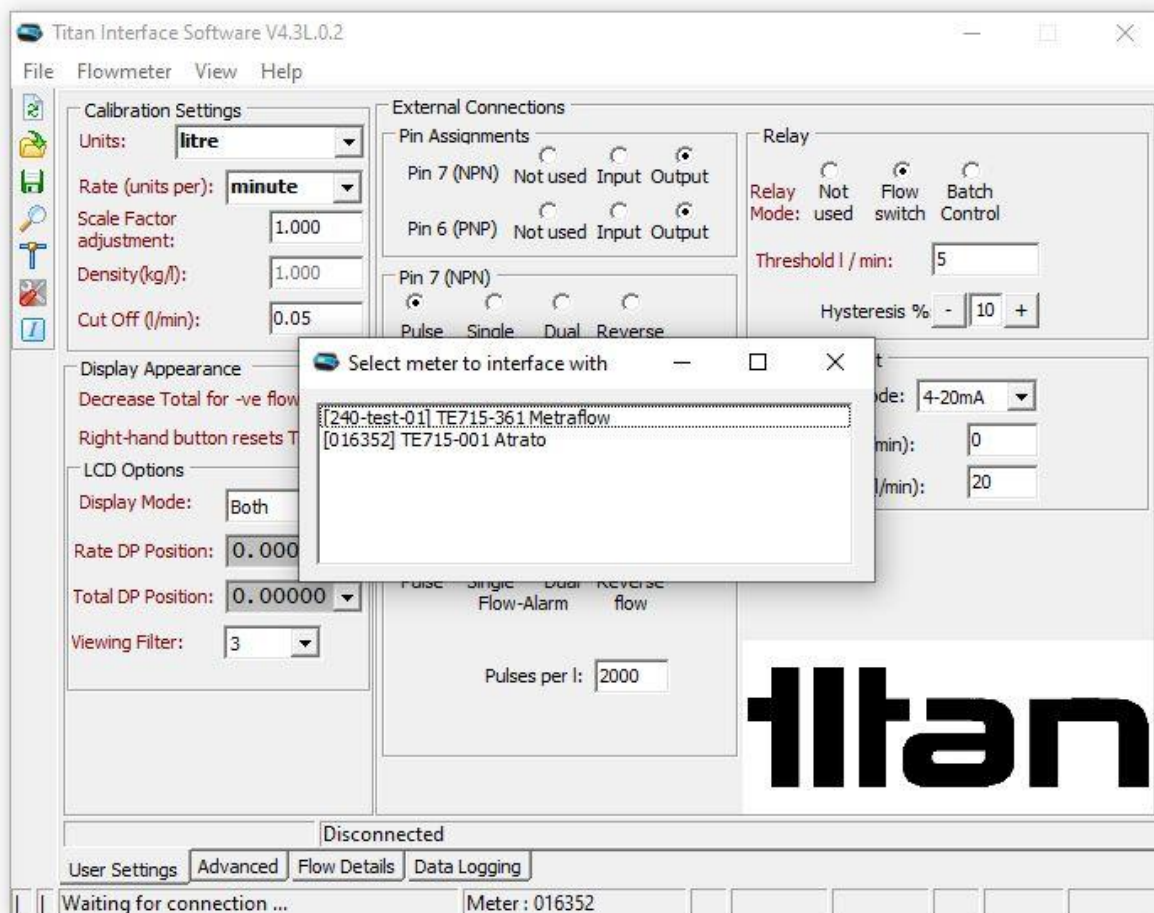 Titan Interface Software V4.3L.0.2
File Flowmeter View Help
Calibration Settings
Units: litre
Rate (units per): minute
Scale Factor
adjustment: 1.000
Density(kg/l): 1.000
Cut Off (l/min): 0.05
External Connections
Pin Assignments
Pin 7 (NPN) Not used Input Output
Pin 6 (PNP) Not used Input Output
Pin 7 (NPN)
Pulse Single Dual Reverse
Relay
Relay Mode: Not used Flow switch Batch Control
Threshold l / min: 5
Hysteresis % - 10 +
Select meter to interface with
[240-test-01] TE715-361 Metraflow
[016352] TE715-001 Atrato
Display Appearance
Decrease Total for -ve flow
Right-hand button resets T
LCD Options
Display Mode: Both
Rate DP Position: 0.000
Total DP Position: 0.00000
Viewing Filter: 3
t
ode: 4-20mA
min): 0
l/min): 20
Pulse Single Dual Reverse
Flow-Alarm flow
Pulses per l: 2000
titan
Disconnected
User Settings Advanced Flow Details Data Logging
Waiting for connection ... Meter : 016352